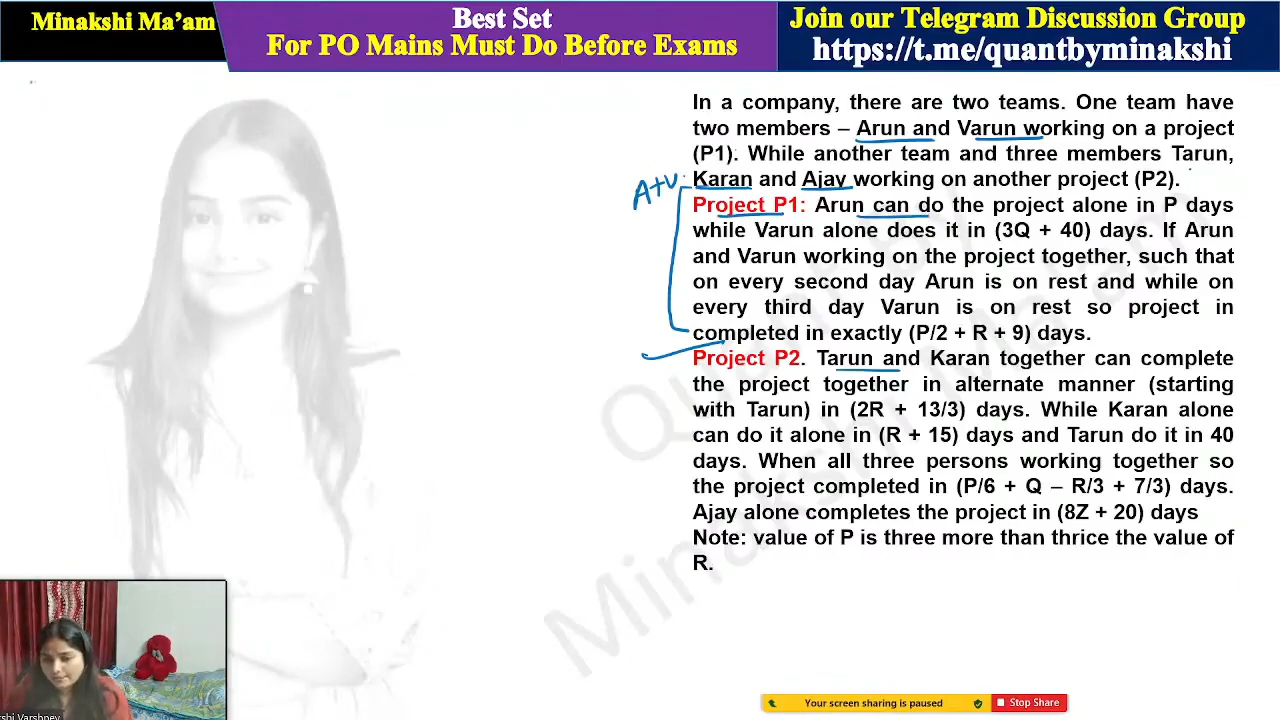 Minakshi Ma’am
Best Set
For PO Mains Must Do Before Exams
Join our Telegram Discussion Group
https://t.me/quantbyminakshi
In a company, there are two teams. One team have
two members – Arun and Varun working on a project
(P1). While another team and three members Tarun,
Karan and Ajay working on another project (P2).
A+V
Project P1: Arun can do the project alone in P days
while Varun alone does it in (3Q + 40) days. If Arun
and Varun working on the project together, such that
on every second day Arun is on rest and while on
every third day Varun is on rest so project in
completed in exactly (P/2 + R + 9) days.
Project P2. Tarun and Karan together can complete
the project together in alternate manner (starting
with Tarun) in (2R + 13/3) days. While Karan alone
can do it alone in (R + 15) days and Tarun do it in 40
days. When all three persons working together so
the project completed in (P/6 + Q – R/3 + 7/3) days.
Ajay alone completes the project in (8Z + 20) days
Note: value of P is three more than thrice the value of
R.
Minakshi
Your screen sharing is paused
Stop Share